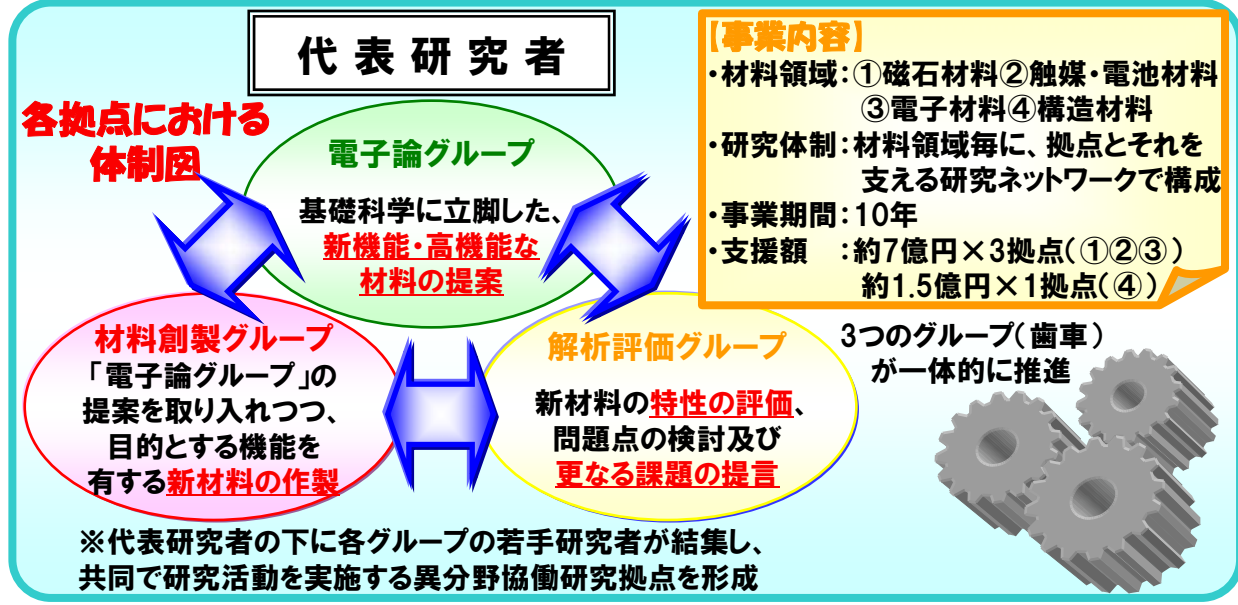 代表研究者
各拠点における
体制図
電子論グループ
基礎科学に立脚した、
新機能・高機能な
材料の提案
材料創製グループ
「電子論グループ」の
提案を取り入れつつ、
目的とする機能を
有する新材料の作製
解析評価グループ
新材料の特性の評価、
問題点の検討及び
更なる課題の提言
【事業内容】
・材料領域：①磁石材料②触媒・電池材料
③電子材料④構造材料
・研究体制：材料領域毎に、拠点とそれを
支える研究ネットワークで構成
・事業期間：10年
・支援額　：約7億円×3拠点（①②③）
約1.5億円×1拠点（④）
3つのグループ（歯車）
が一体的に推進
※代表研究者の下に各グループの若手研究者が結集し、
共同で研究活動を実施する異分野協働研究拠点を形成